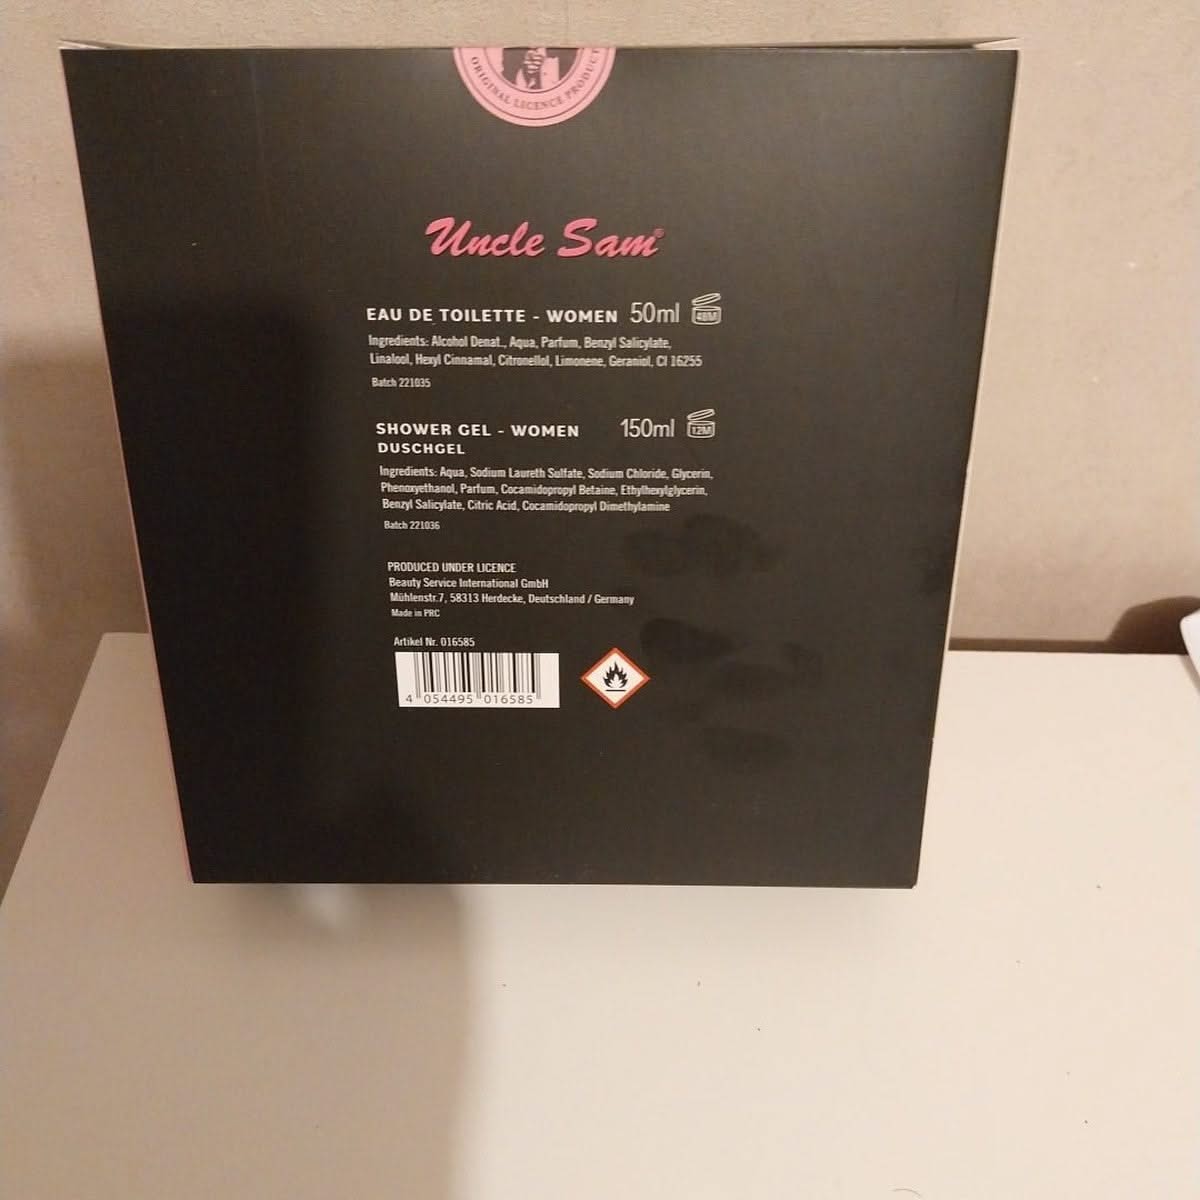 ORIGINAL LICENCE PRODUCT
Uncle Sam®
EAU DE TOILETTE - WOMEN 50ml 48M
Ingredients: Alcohol Denat., Aqua, Parfum, Benzyl Salicylate,
Linalool, Hexyl Cinnamal, Citronellol, Limonene, Geraniol, CI 16255
Batch 221035
SHOWER GEL - WOMEN 150ml 12M
DUSCHGEL
Ingredients: Aqua, Sodium Laureth Sulfate, Sodium Chloride, Glycerin,
Phenoxyethanol, Parfum, Cocamidopropyl Betaine, Ethylhexylglycerin,
Benzyl Salicylate, Citric Acid, Cocamidopropyl Dimethylamine
Batch 221036
PRODUCED UNDER LICENCE
Beauty Service International GmbH
Mühlenstr.7, 58313 Herdecke, Deutschland / Germany
Made in PRC
Artikel Nr. 016585
4 054495 016585